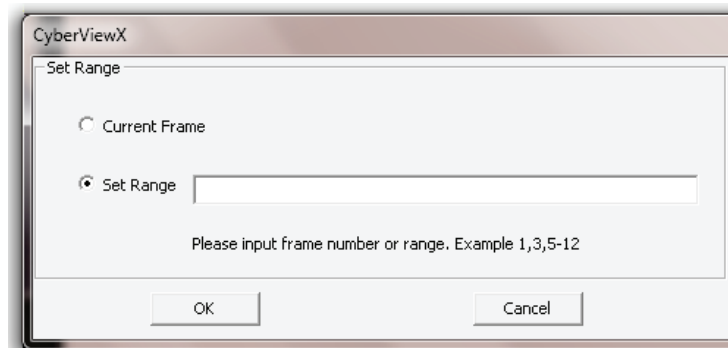 CyberViewX
Set Range
Current Frame
Set Range
Please input frame number or range. Example 1,3,5-12
OK Cancel